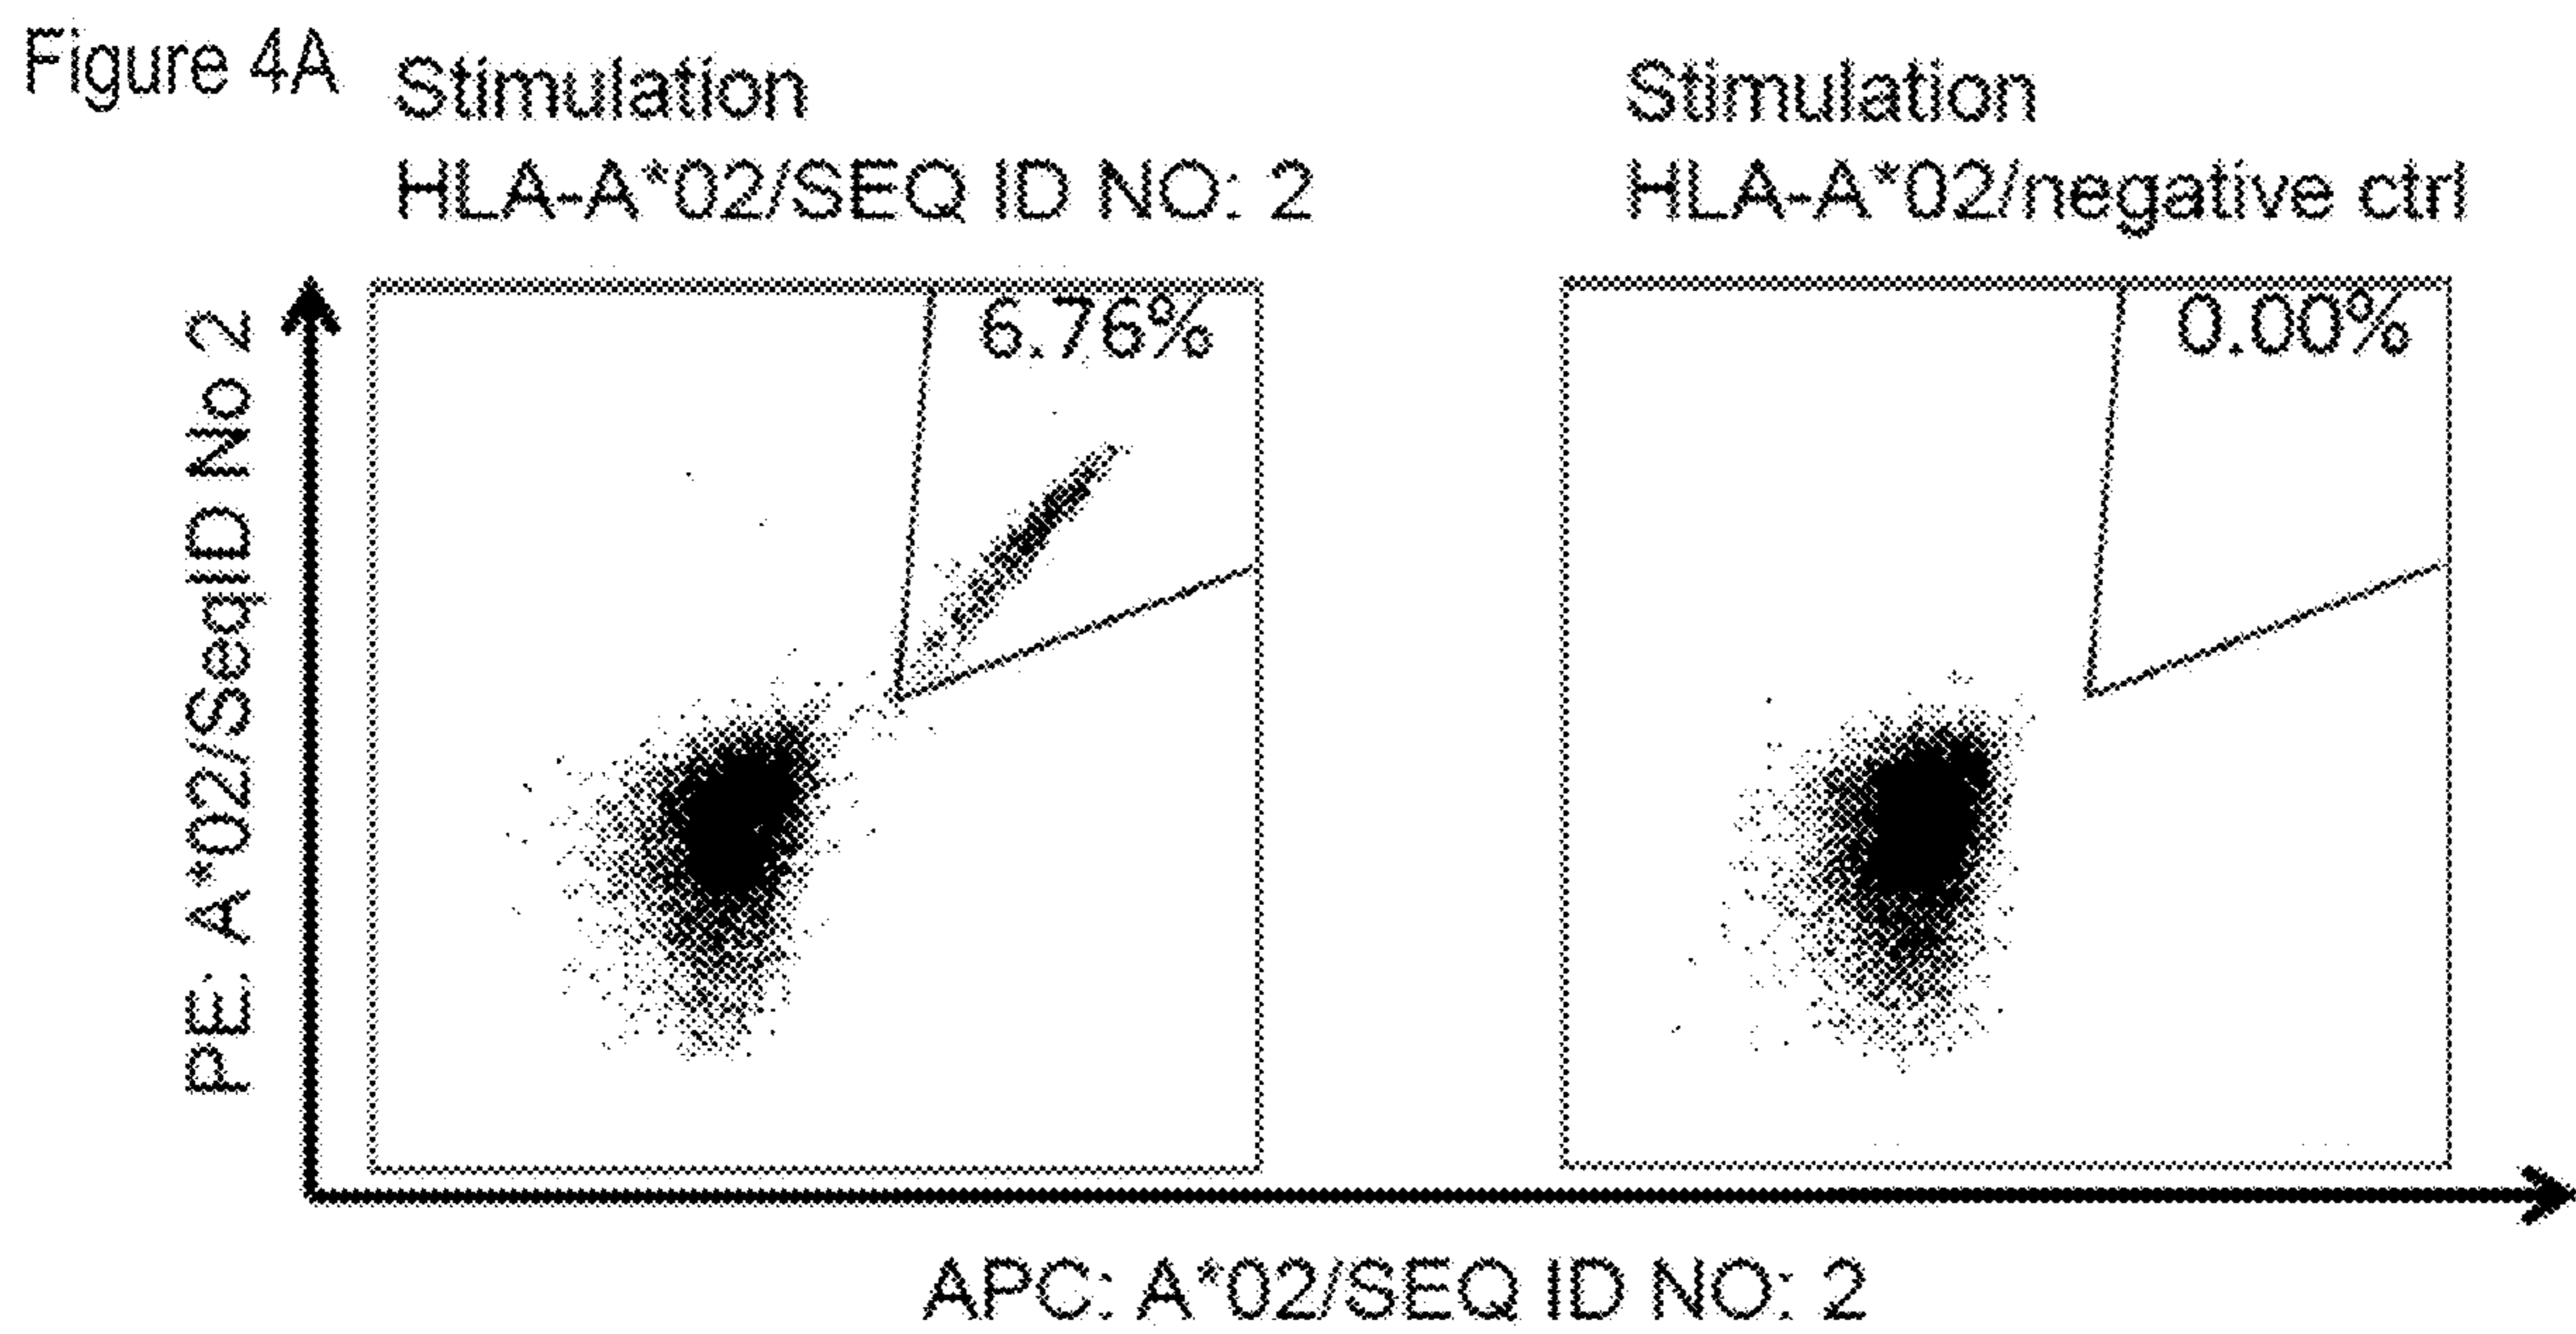 Figure 4A
Stimulation
HLA-A*02/SEQ ID NO: 2
Stimulation
HLA-A*02/negative ctrl
6.76%
0.00%
PE: A*02/SeqID No 2
APC: A*02/SEQ ID NO: 2